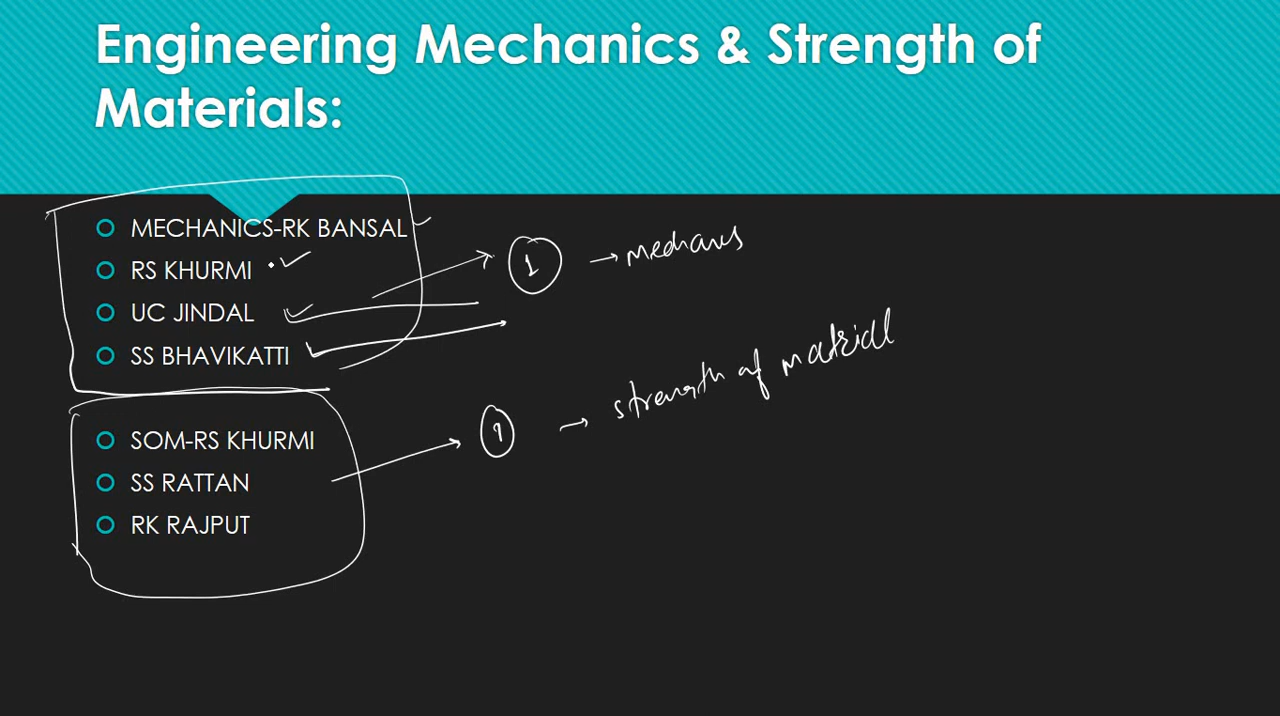 Engineering Mechanics & Strength of
Materials:
MECHANICS-RK BANSAL
RS KHURMI
UC JINDAL
SS BHAVIKATTI
1 → mechanics
SOM-RS KHURMI
SS RATTAN
RK RAJPUT
1 → strength of material